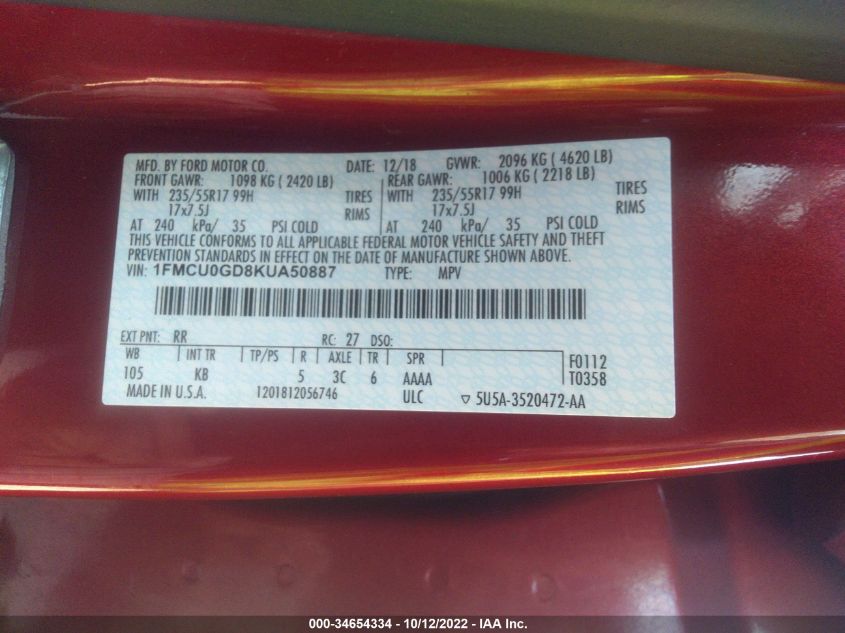 MFD. BY FORD MOTOR CO. DATE: 12/18 GVWR: 2096 KG ( 4620 LB)
FRONT GAWR: 1098 KG ( 2420 LB) REAR GAWR: 1006 KG ( 2218 LB)
WITH 235/55R17 99H TIRES WITH 235/55R17 99H TIRES
17x7.5J RIMS 17x7.5J RIMS
AT 240 kPa/ 35 PSI COLD AT 240 kPa/ 35 PSI COLD
THIS VEHICLE CONFORMS TO ALL APPLICABLE FEDERAL MOTOR VEHICLE SAFETY AND THEFT
PREVENTION STANDARDS IN EFFECT ON THE DATE OF MANUFACTURE SHOWN ABOVE.
VIN: 1FMCU0GD8KUA50887 TYPE: MPV
EXT PNT: RR RC: 27 DSO:
WB INT TR TP/PS R AXLE TR SPR F0112
105 KB 5 3C 6 AAAA T0358
MADE IN U.S.A. 1201812056746 ULC ▽ 5U5A-3520472-AA
000-34654334 - 10/12/2022 - IAA Inc.